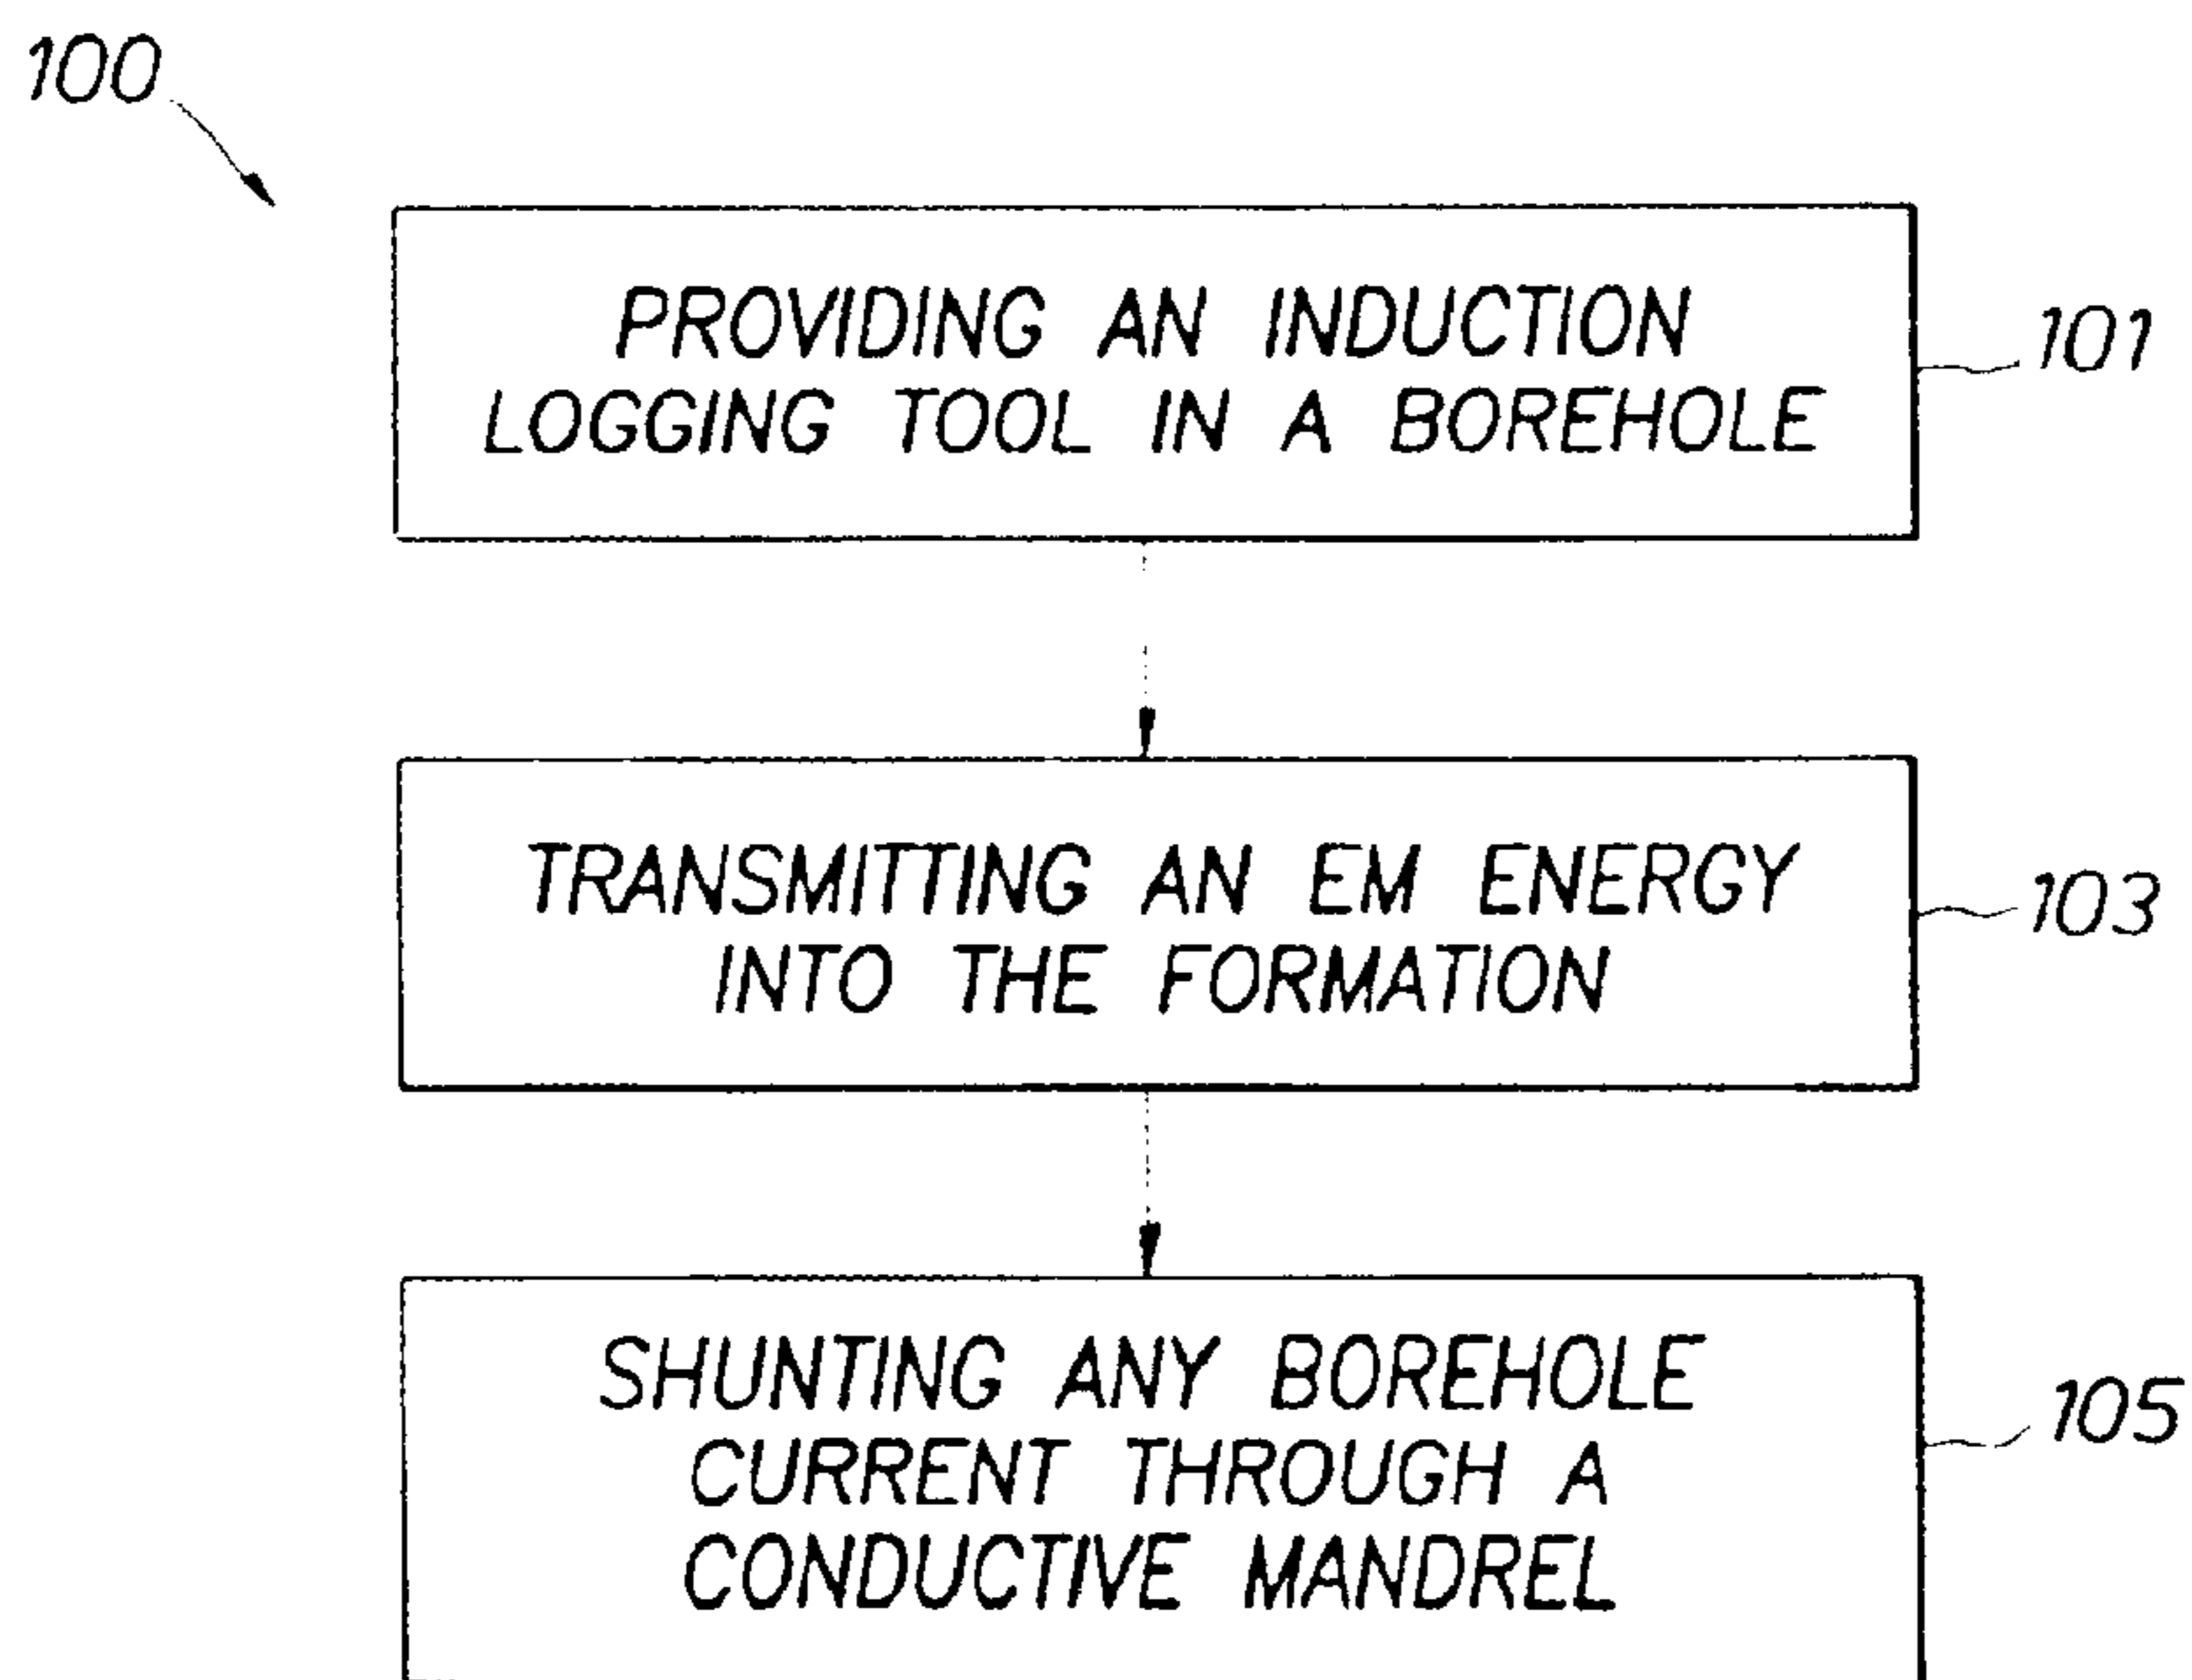 100
PROVIDING AN INDUCTION
LOGGING TOOL IN A BOREHOLE
101
TRANSMITTING AN EM ENERGY
INTO THE FORMATION
103
SHUNTING ANY BOREHOLE
CURRENT THROUGH A
CONDUCTIVE MANDREL
105